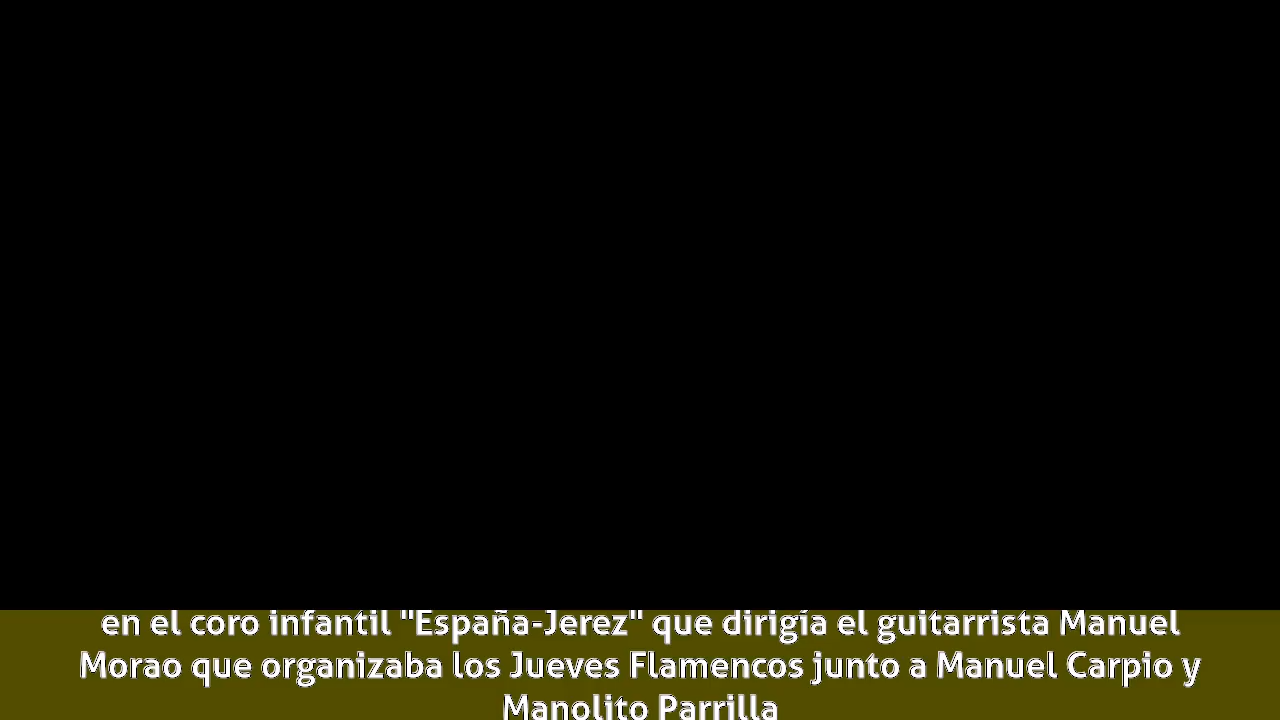 en el coro infantil "España-Jerez" que dirigía el guitarrista Manuel
Morao que organizaba los Jueves Flamencos junto a Manuel Carpio y
Manolito Parrilla